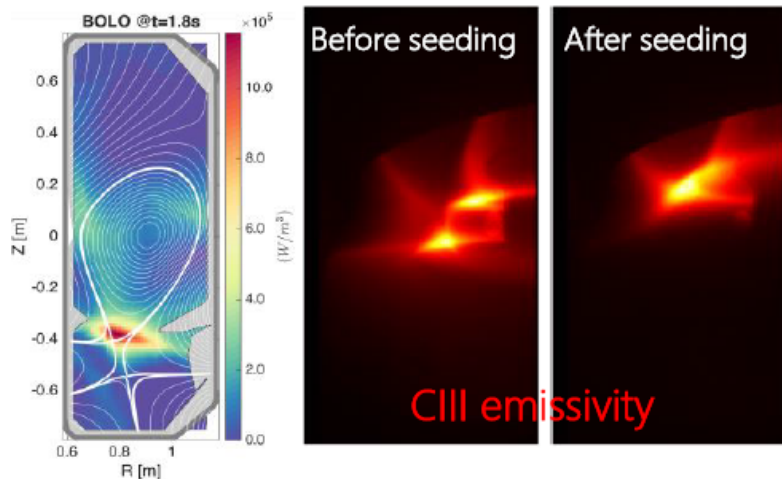 BOLO @t=1.8s
×10⁵
0.6
0.4
0.2
0
-0.2
-0.4
-0.6
Z [m]
0.6
0.8
1
R [m]
10.0
8.0
6.0
4.0
2.0
0.0
(W/m³)
Before seeding
After seeding
CIII emissivity